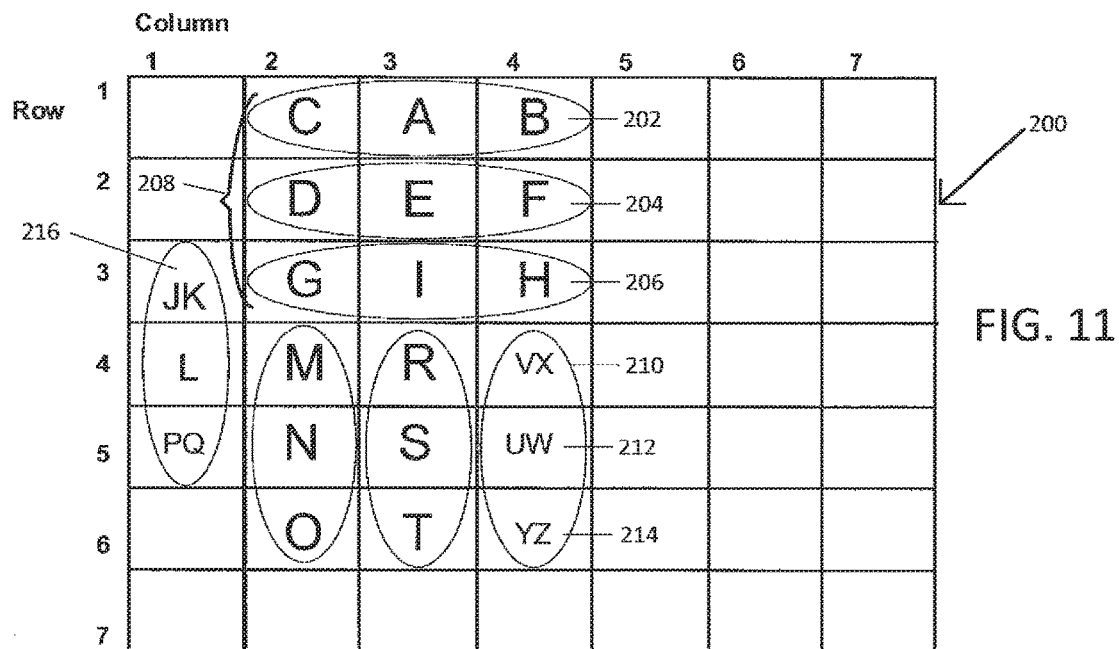 Column
1 2 3 4 5 6 7
Row 1 C A B 202
200
2 208 D E F 204
216
3 JK G I H 206
FIG. 11
4 L M R VX 210
5 PQ N S UW 212
6 O T YZ 214
7